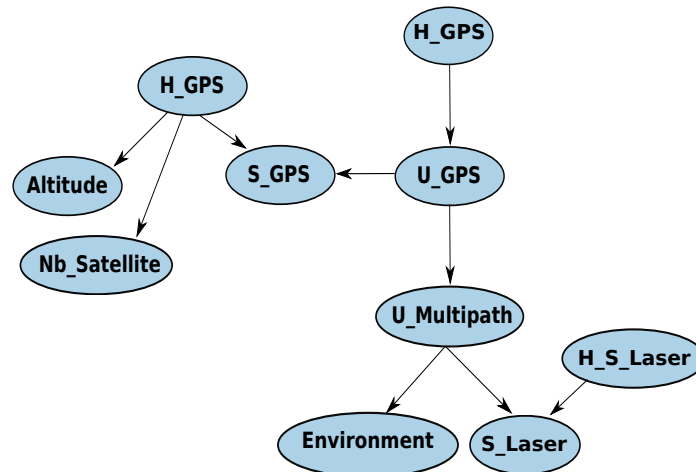 H_GPS
H_GPS
Altitude
S_GPS
U_GPS
Nb_Satellite
U_Multipath
H_S_Laser
Environment
S_Laser